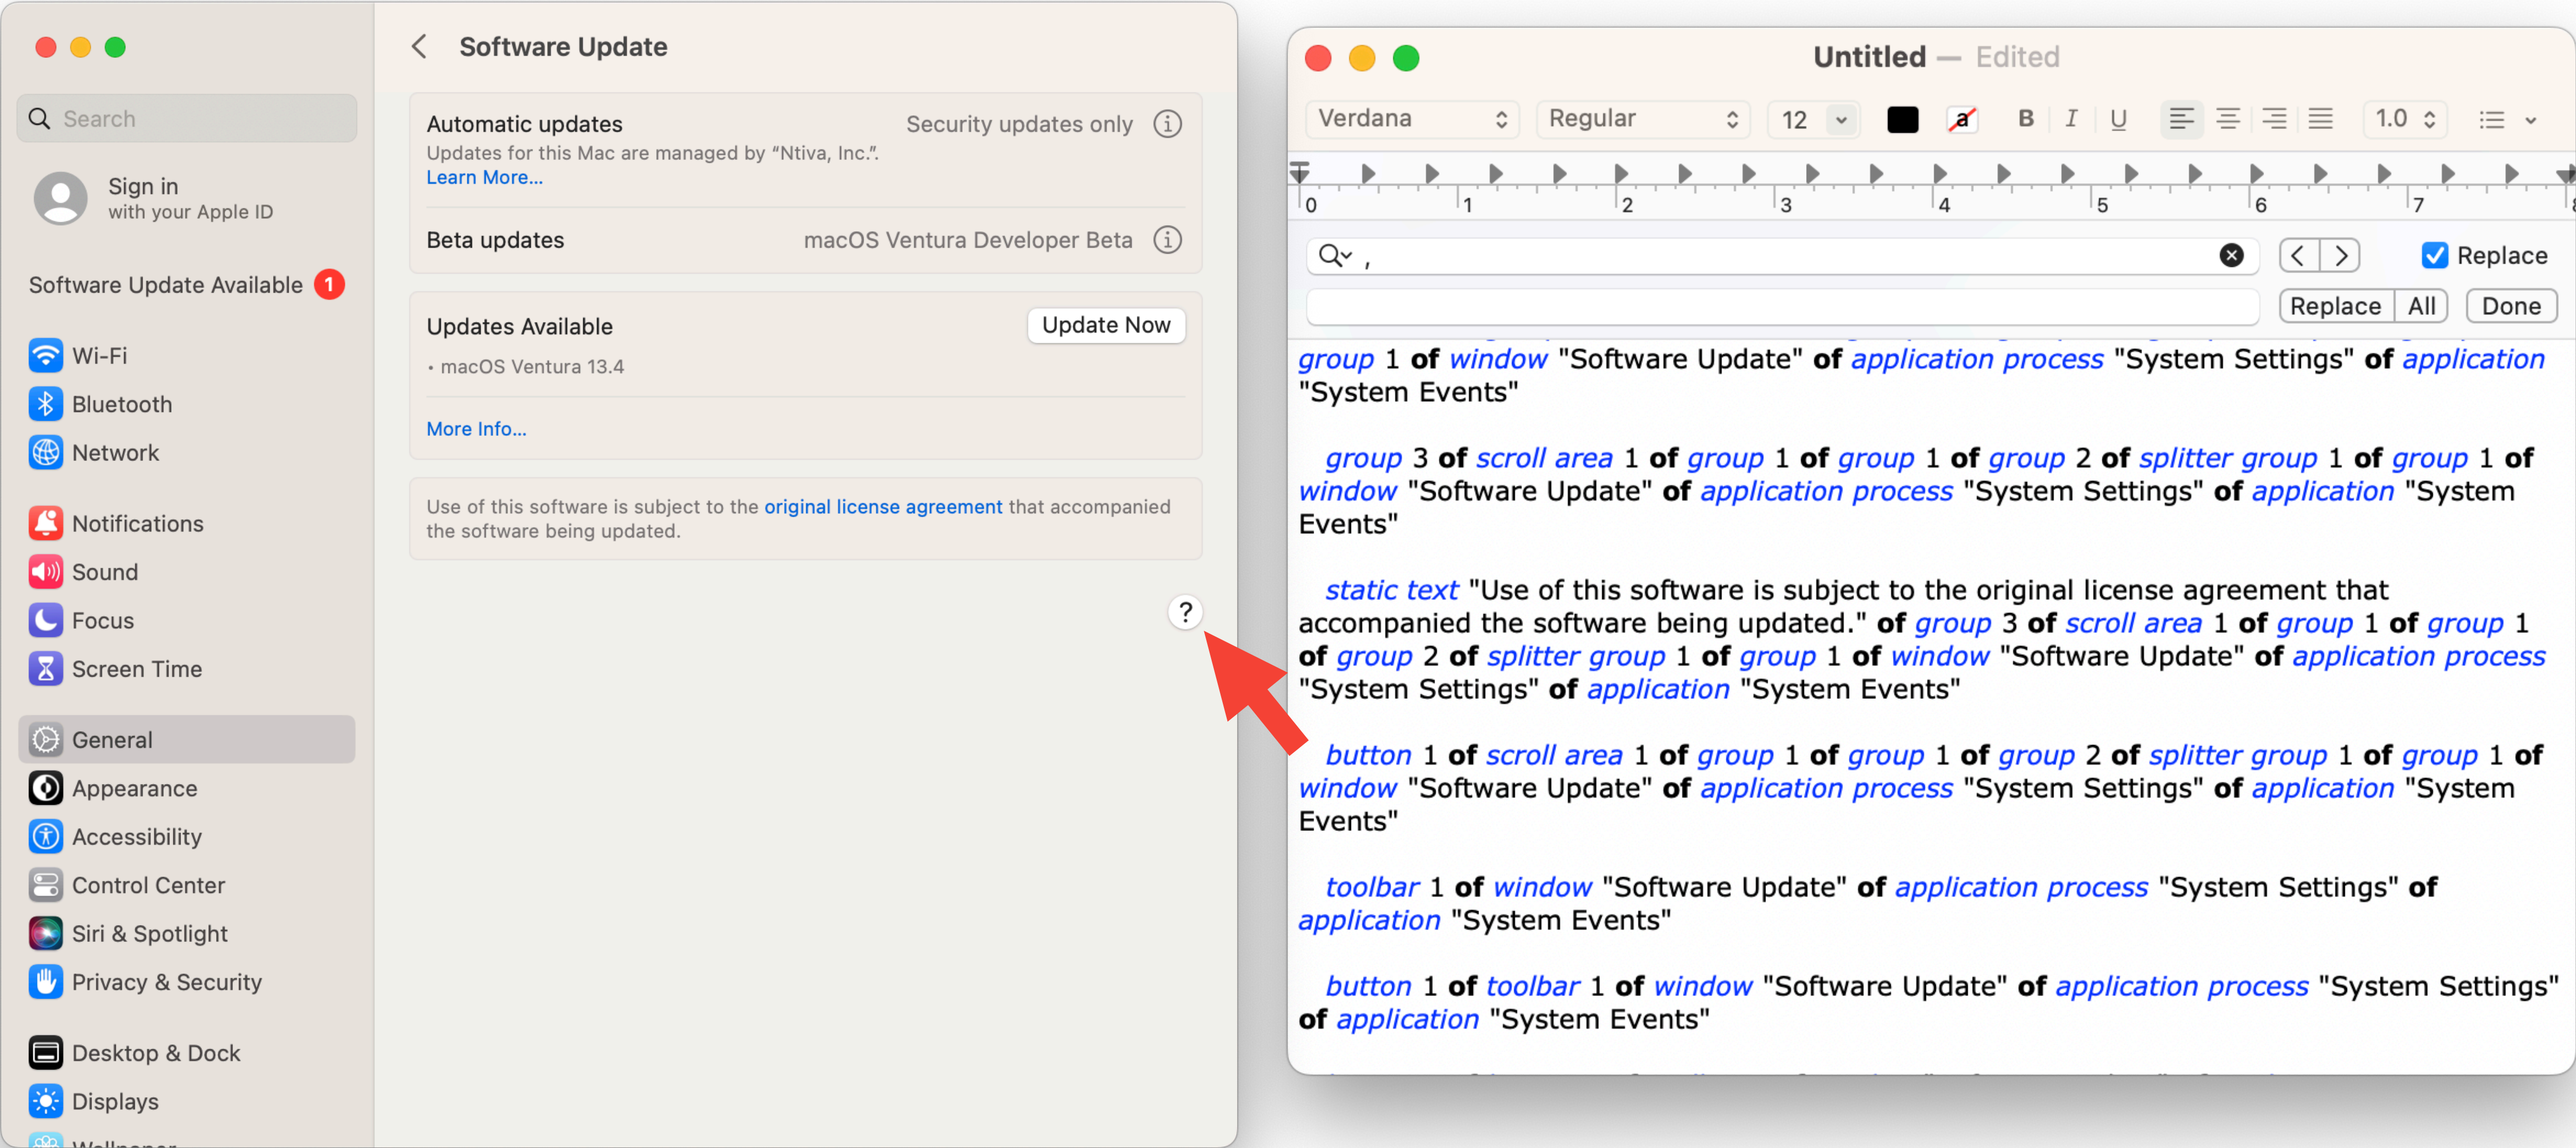 Software Update
Search
Sign in
with your Apple ID
Software Update Available 1
Wi-Fi
Bluetooth
Network
Notifications
Sound
Focus
Screen Time
General
Appearance
Accessibility
Control Center
Siri & Spotlight
Privacy & Security
Desktop & Dock
Displays
Automatic updates Security updates only
Updates for this Mac are managed by “Ntiva, Inc.”.
Learn More...
Beta updates macOS Ventura Developer Beta
Updates Available Update Now
• macOS Ventura 13.4
More Info...
Use of this software is subject to the original license agreement that accompanied
the software being updated.
?
Untitled — Edited
Verdana Regular 12 a B I U 1.0
0 1 2 3 4 5 6 7 8
, Replace
Replace All Done
group 1 of window "Software Update" of application process "System Settings" of application
"System Events"
group 3 of scroll area 1 of group 1 of group 1 of group 2 of splitter group 1 of group 1 of
window "Software Update" of application process "System Settings" of application "System
Events"
static text "Use of this software is subject to the original license agreement that
accompanied the software being updated." of group 3 of scroll area 1 of group 1 of group 1
of group 2 of splitter group 1 of group 1 of window "Software Update" of application process
"System Settings" of application "System Events"
button 1 of scroll area 1 of group 1 of group 1 of group 2 of splitter group 1 of group 1 of
window "Software Update" of application process "System Settings" of application "System
Events"
toolbar 1 of window "Software Update" of application process "System Settings" of
application "System Events"
button 1 of toolbar 1 of window "Software Update" of application process "System Settings"
of application "System Events"